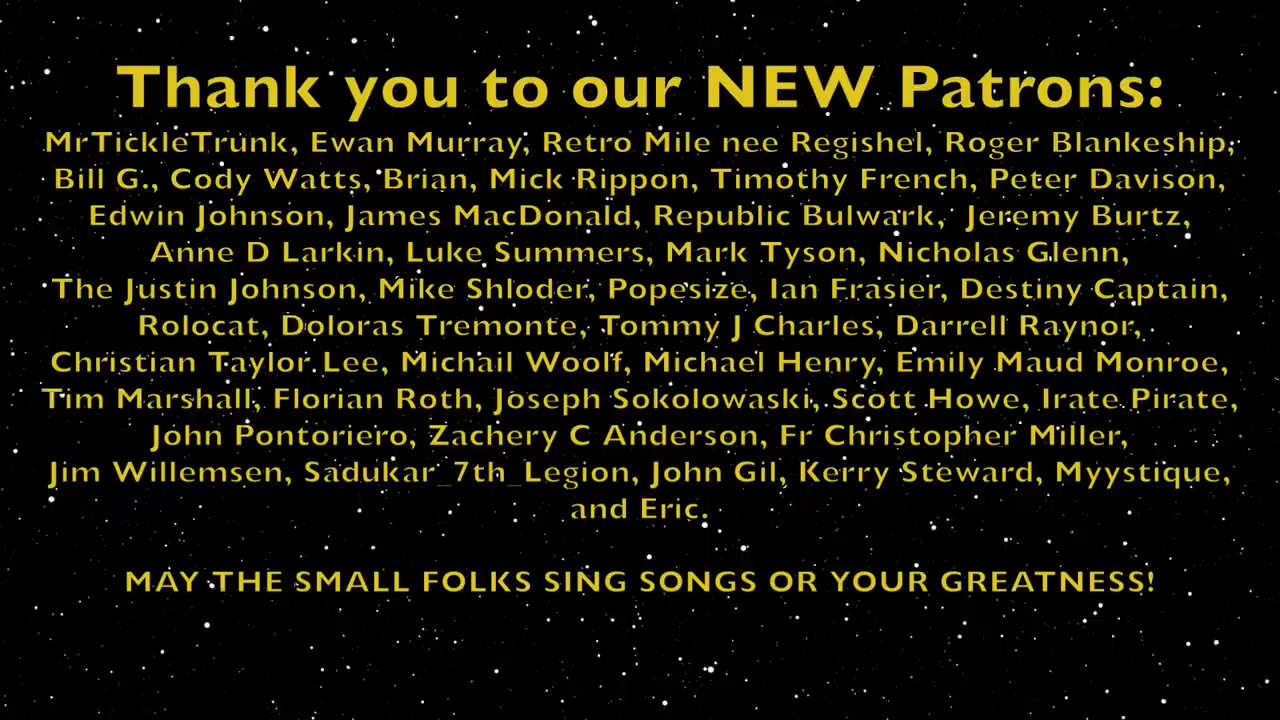 Thank you to our NEW Patrons:
MrTickleTrunk, Ewan Murray, Retro Mile nee Regishel, Roger Blankeship,
Bill G., Cody Watts, Brian, Mick Rippon, Timothy French, Peter Davison,
Edwin Johnson, James MacDonald, Republic Bulwark, Jeremy Burtz,
Anne D Larkin, Luke Summers, Mark Tyson, Nicholas Glenn,
The Justin Johnson, Mike Shloder, Popesize, Ian Frasier, Destiny Captain,
Rolocat, Doloras Tremonte, Tommy J Charles, Darrell Raynor,
Christian Taylor Lee, Michail Woolf, Michael Henry, Emily Maud Monroe,
Tim Marshall, Florian Roth, Joseph Sokolowaski, Scott Howe, Irate Pirate,
John Pontoriero, Zachery C Anderson, Fr Christopher Miller,
Jim Willemsen, Sadukar_7th_Legion, John Gil, Kerry Steward, Myystique,
and Eric.
MAY THE SMALL FOLKS SING SONGS OR YOUR GREATNESS!